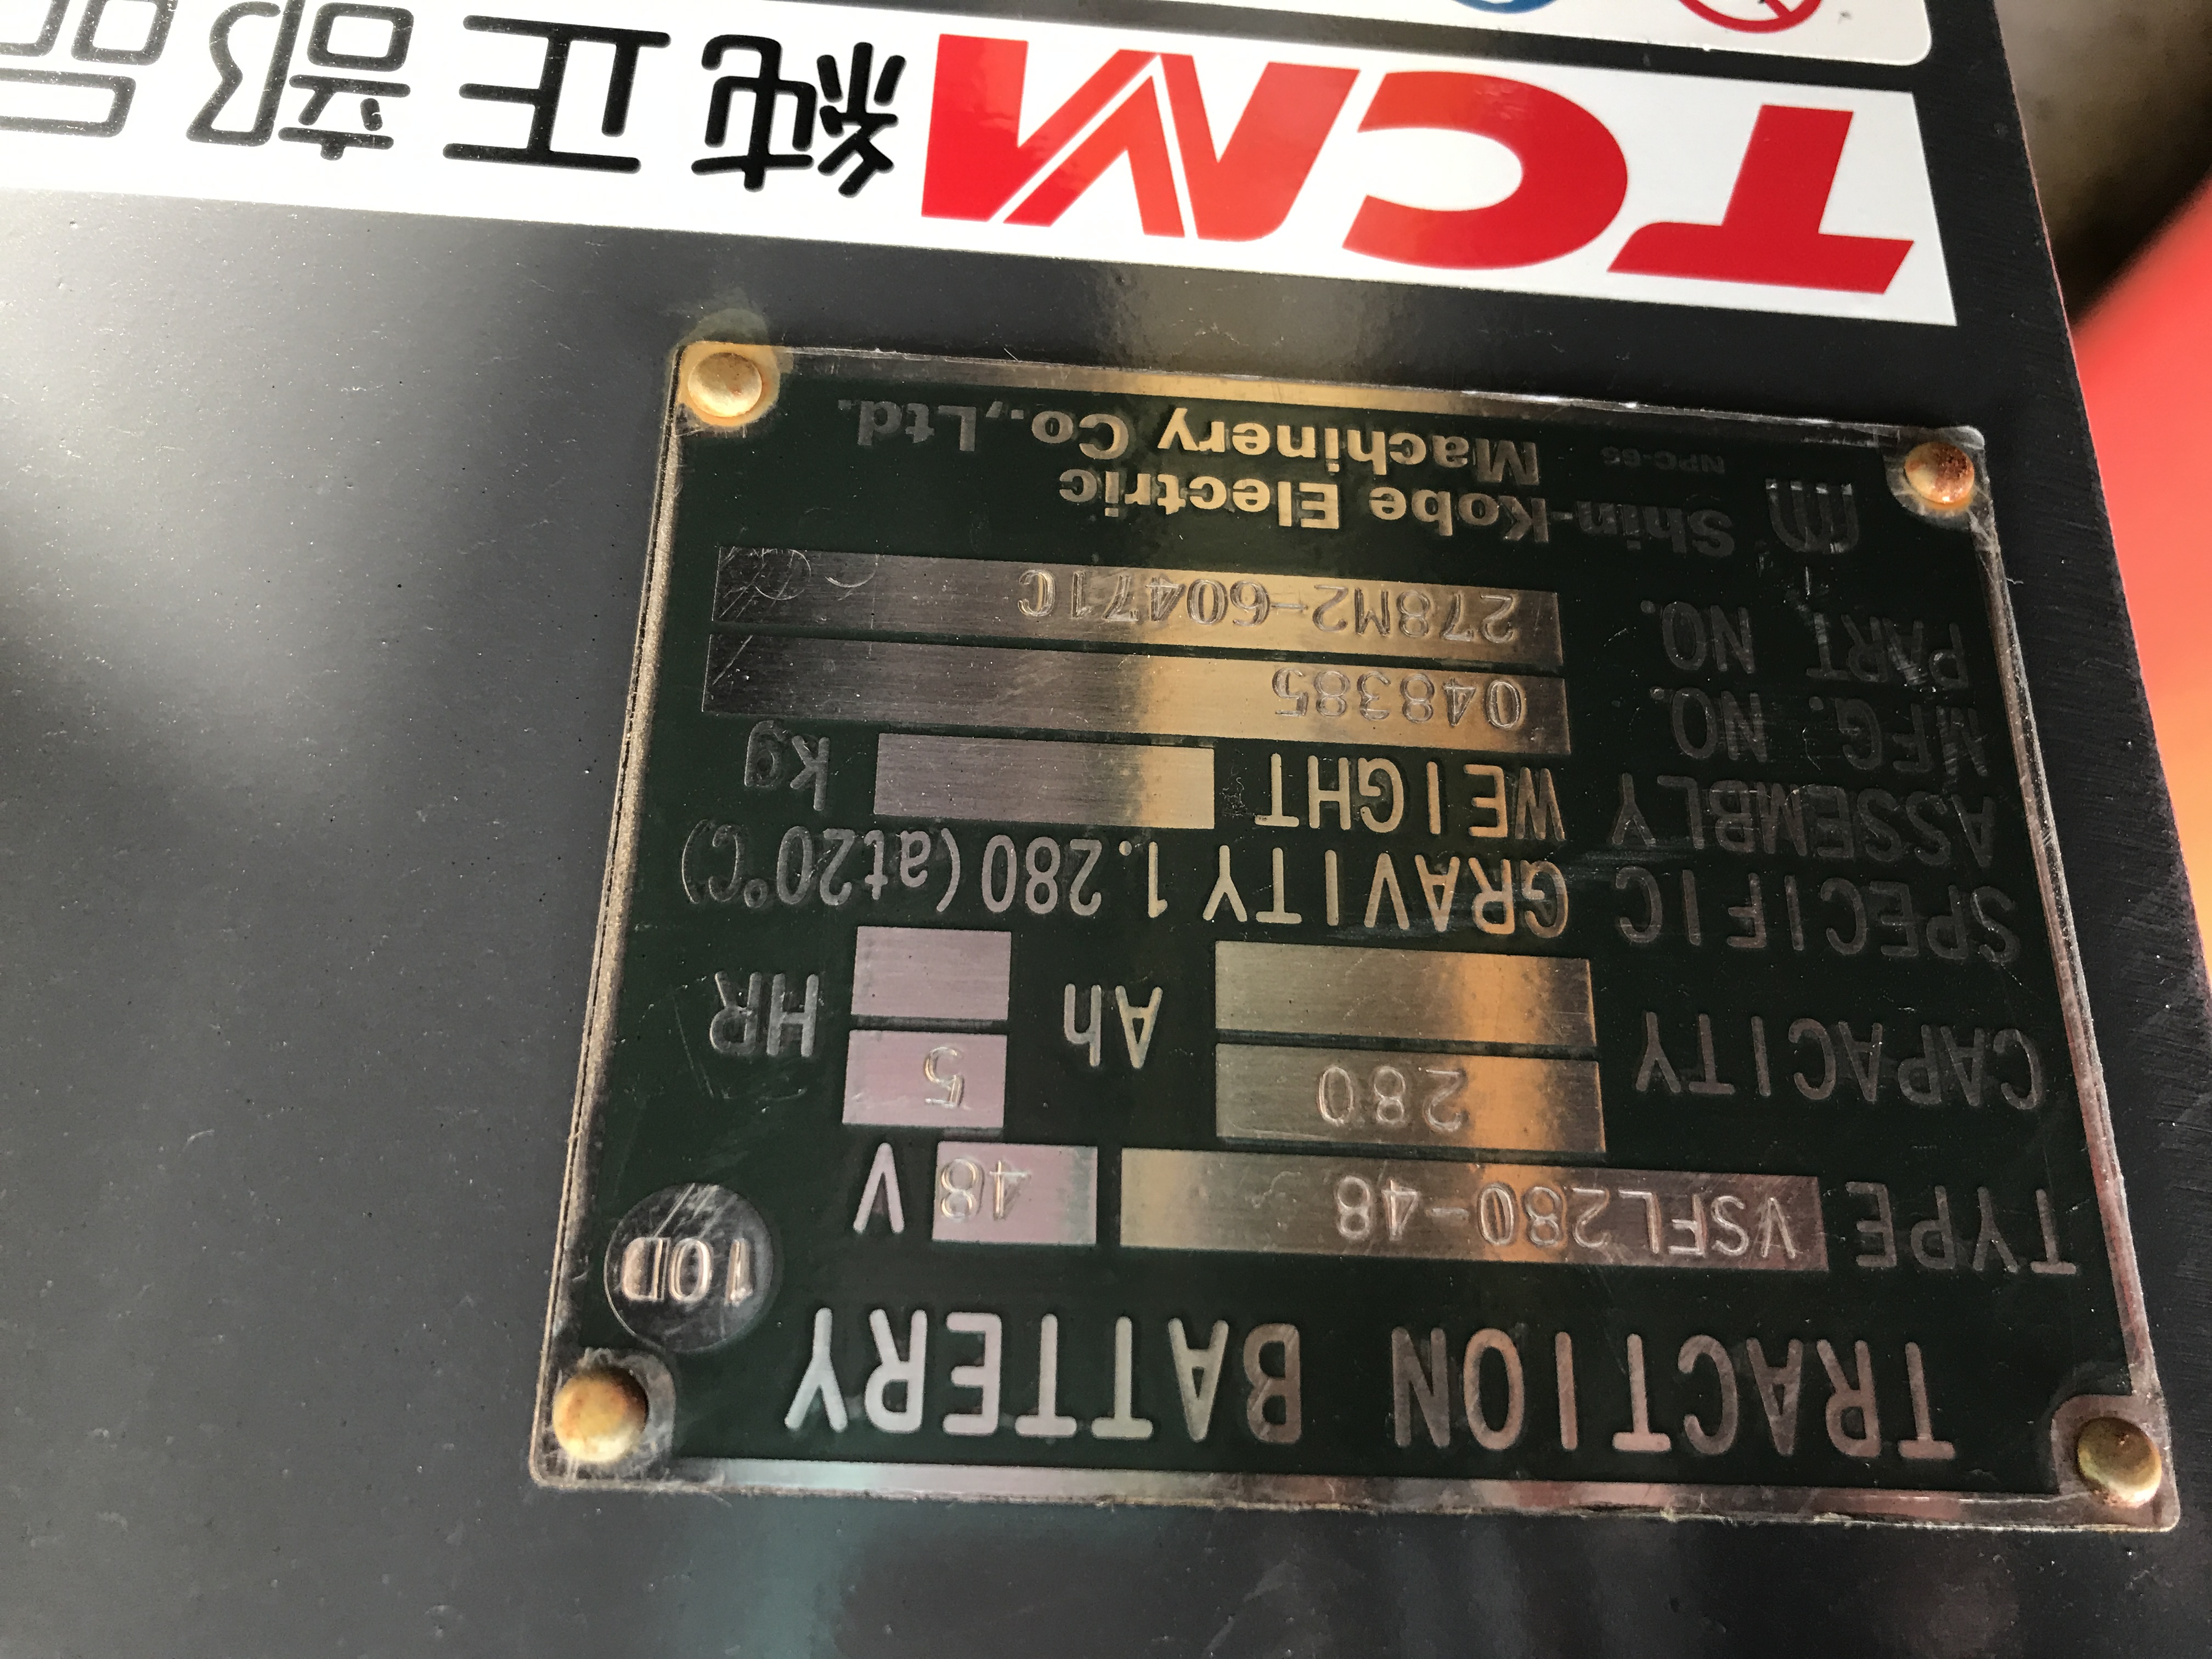 TRACTION BATTERY
10D
TYPE VSFL280-48 48 V
CAPACITY 280 Ah 5 HR
SPECIFIC GRAVITY 1.280 (at20°C)
ASSEMBLY WEIGHT kg
MFG. NO. 048385
PART NO. 278M2-60471C
Shin-Kobe Electric
Machinery Co.,Ltd.
NPC-65
TCM 純正部品